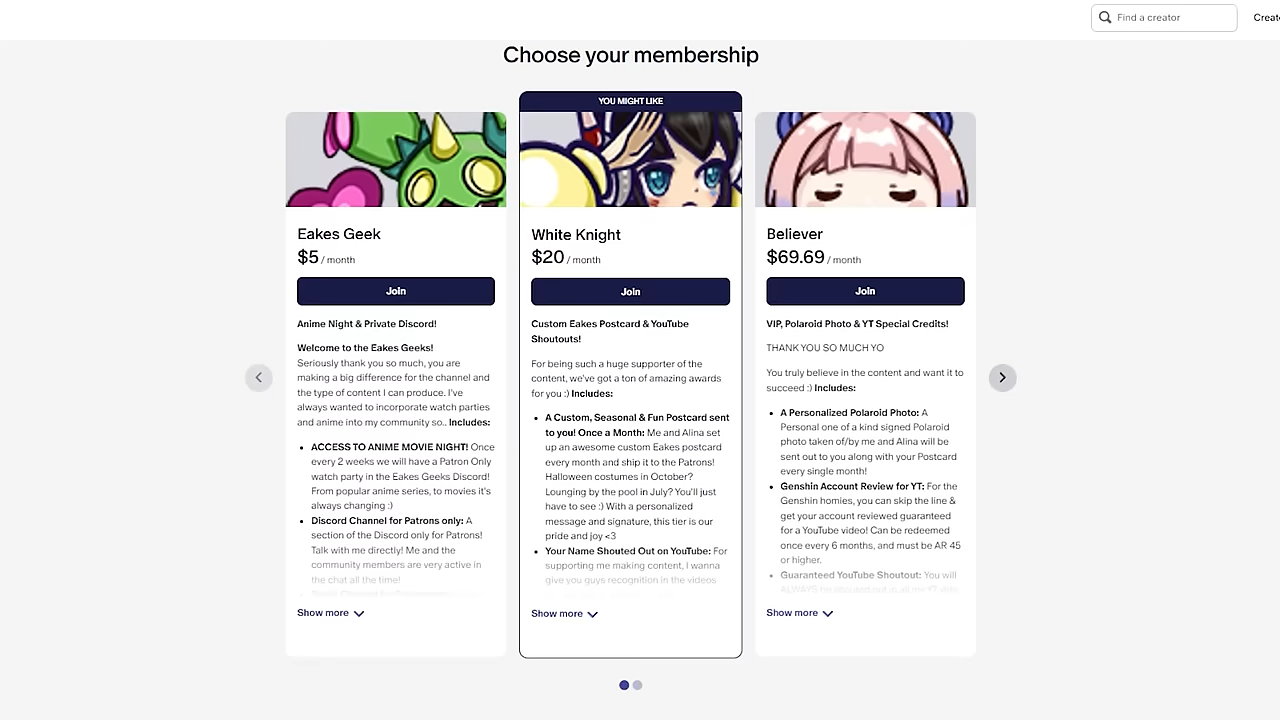 Find a creator
Create
Choose your membership
YOU MIGHT LIKE
Eakes Geek
$5 / month
Join
Anime Night & Private Discord!
Welcome to the Eakes Geeks!
Seriously thank you so much, you are
making a big difference for the channel and
the type of content I can produce. I've
always wanted to incorporate watch parties
and anime into my community so.. Includes:
ACCESS TO ANIME MOVIE NIGHT! Once
every 2 weeks we will have a Patron Only
watch party in the Eakes Geeks Discord!
From popular anime series, to movies it's
always changing :)
Discord Channel for Patrons only: A
section of the Discord only for Patrons!
Talk with me directly! Me and the
community members are very active in
the chat all the time!
Show more
White Knight
$20 / month
Join
Custom Eakes Postcard & YouTube
Shoutouts!
For being such a huge supporter of the
content, we've got a ton of amazing awards
for you :) Includes:
A Custom, Seasonal & Fun Postcard sent
to you! Once a Month: Me and Alina set
up an awesome custom Eakes postcard
every month and ship it to the Patrons!
Halloween costumes in October?
Lounging by the pool in July? You'll just
have to see :) With a personalized
message and signature, this tier is our
pride and joy <3
Your Name Shouted Out on YouTube: For
supporting me making content, I wanna
give you guys recognition in the videos
Show more
Believer
$69.69 / month
Join
VIP, Polaroid Photo & YT Special Credits!
THANK YOU SO MUCH YO
You truly believe in the content and want it to
succeed :) Includes:
A Personalized Polaroid Photo: A
Personal one of a kind signed Polaroid
photo taken of/by me and Alina will be
sent out to you along with your Postcard
every single month!
Genshin Account Review for YT: For the
Genshin homies, you can skip the line &
get your account reviewed guaranteed
for a YouTube video! Can be redeemed
once every 6 months, and must be AR 45
or higher.
Guaranteed YouTube Shoutout: You will
ALWAYS be shouted out in all my YT
Show more